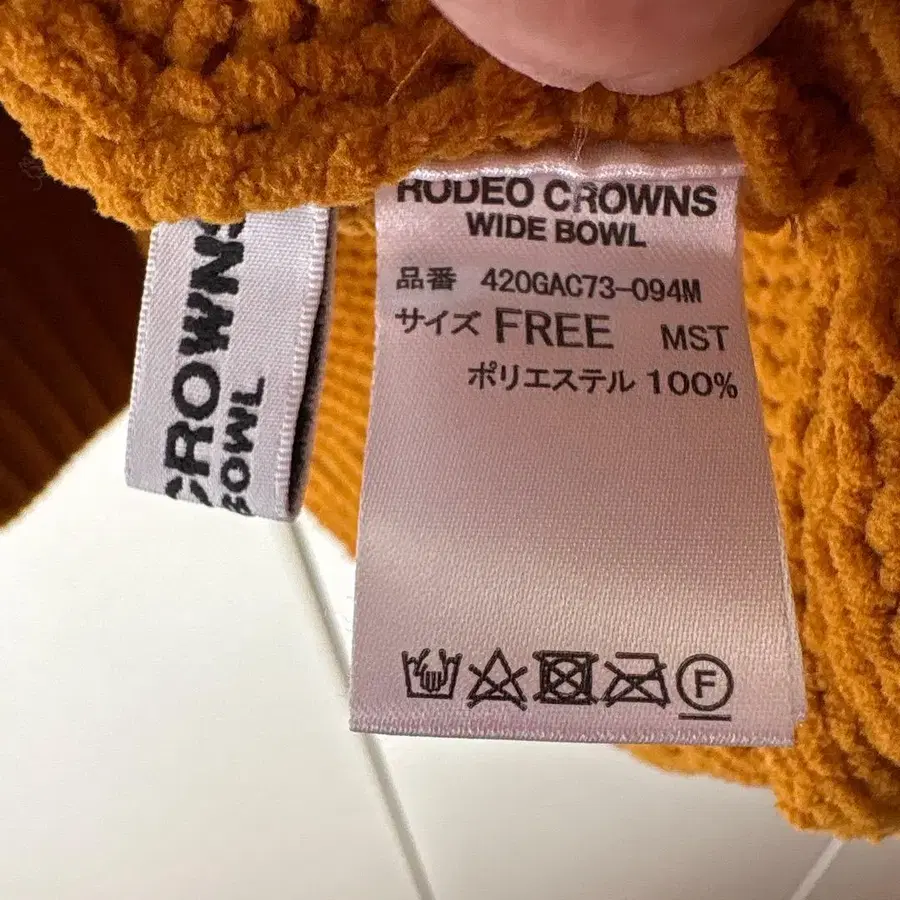 CROWNS
BOWL
RODEO CROWNS
WIDE BOWL
品番 420GAC73-094M
サイズ FREE MST
ポリエステル 100%
F